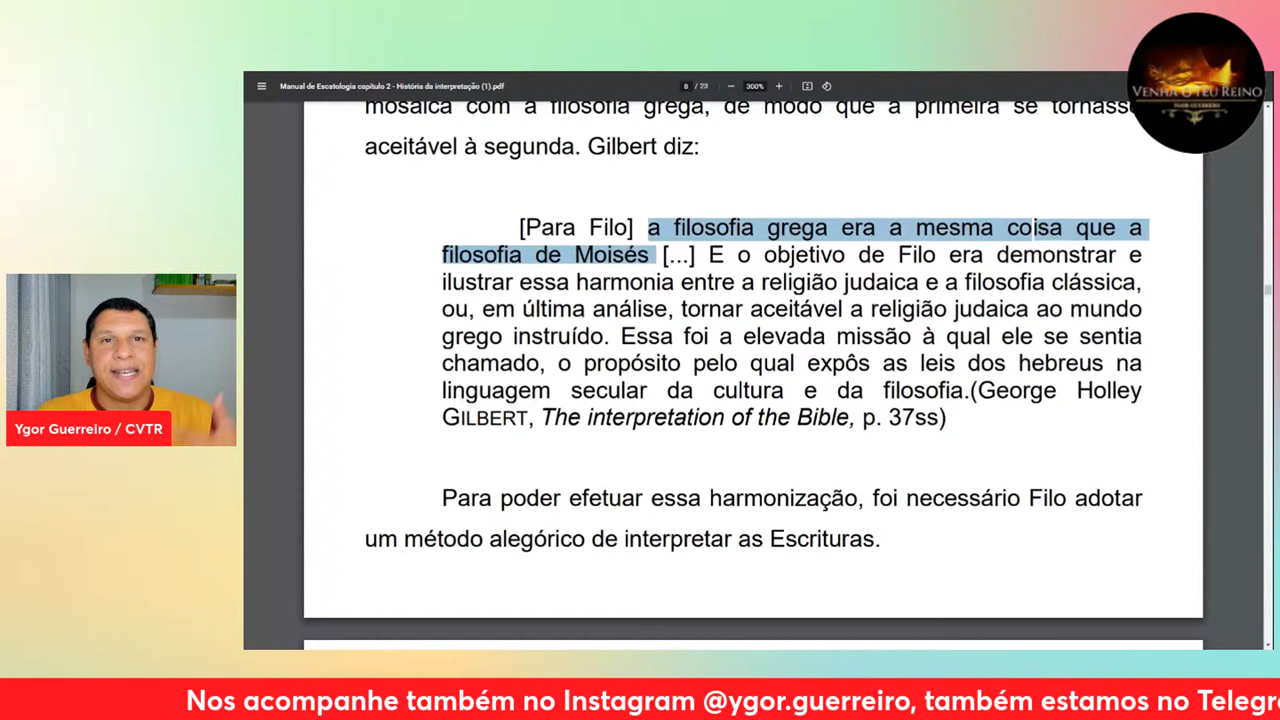 VENHA O TEU REINO
YGOR GUERREIRO
Manual de Escatologia capitulo 2 - História da interpretação (1).pdf
8 / 23
300%
mosaica com a filosofia grega, de modo que a primeira se tornasse
aceitável à segunda. Gilbert diz:
[Para Filo] a filosofia grega era a mesma coisa que a
filosofia de Moisés [...] E o objetivo de Filo era demonstrar e
ilustrar essa harmonia entre a religião judaica e a filosofia clássica,
ou, em última análise, tornar aceitável a religião judaica ao mundo
grego instruído. Essa foi a elevada missão à qual ele se sentia
chamado, o propósito pelo qual expôs as leis dos hebreus na
linguagem secular da cultura e da filosofia.(George Holley
GILBERT, The interpretation of the Bible, p. 37ss)
Para poder efetuar essa harmonização, foi necessário Filo adotar
um método alegórico de interpretar as Escrituras.
Ygor Guerreiro / CVTR
Nos acompanhe também no Instagram @ygor.guerreiro, também estamos no Telegra